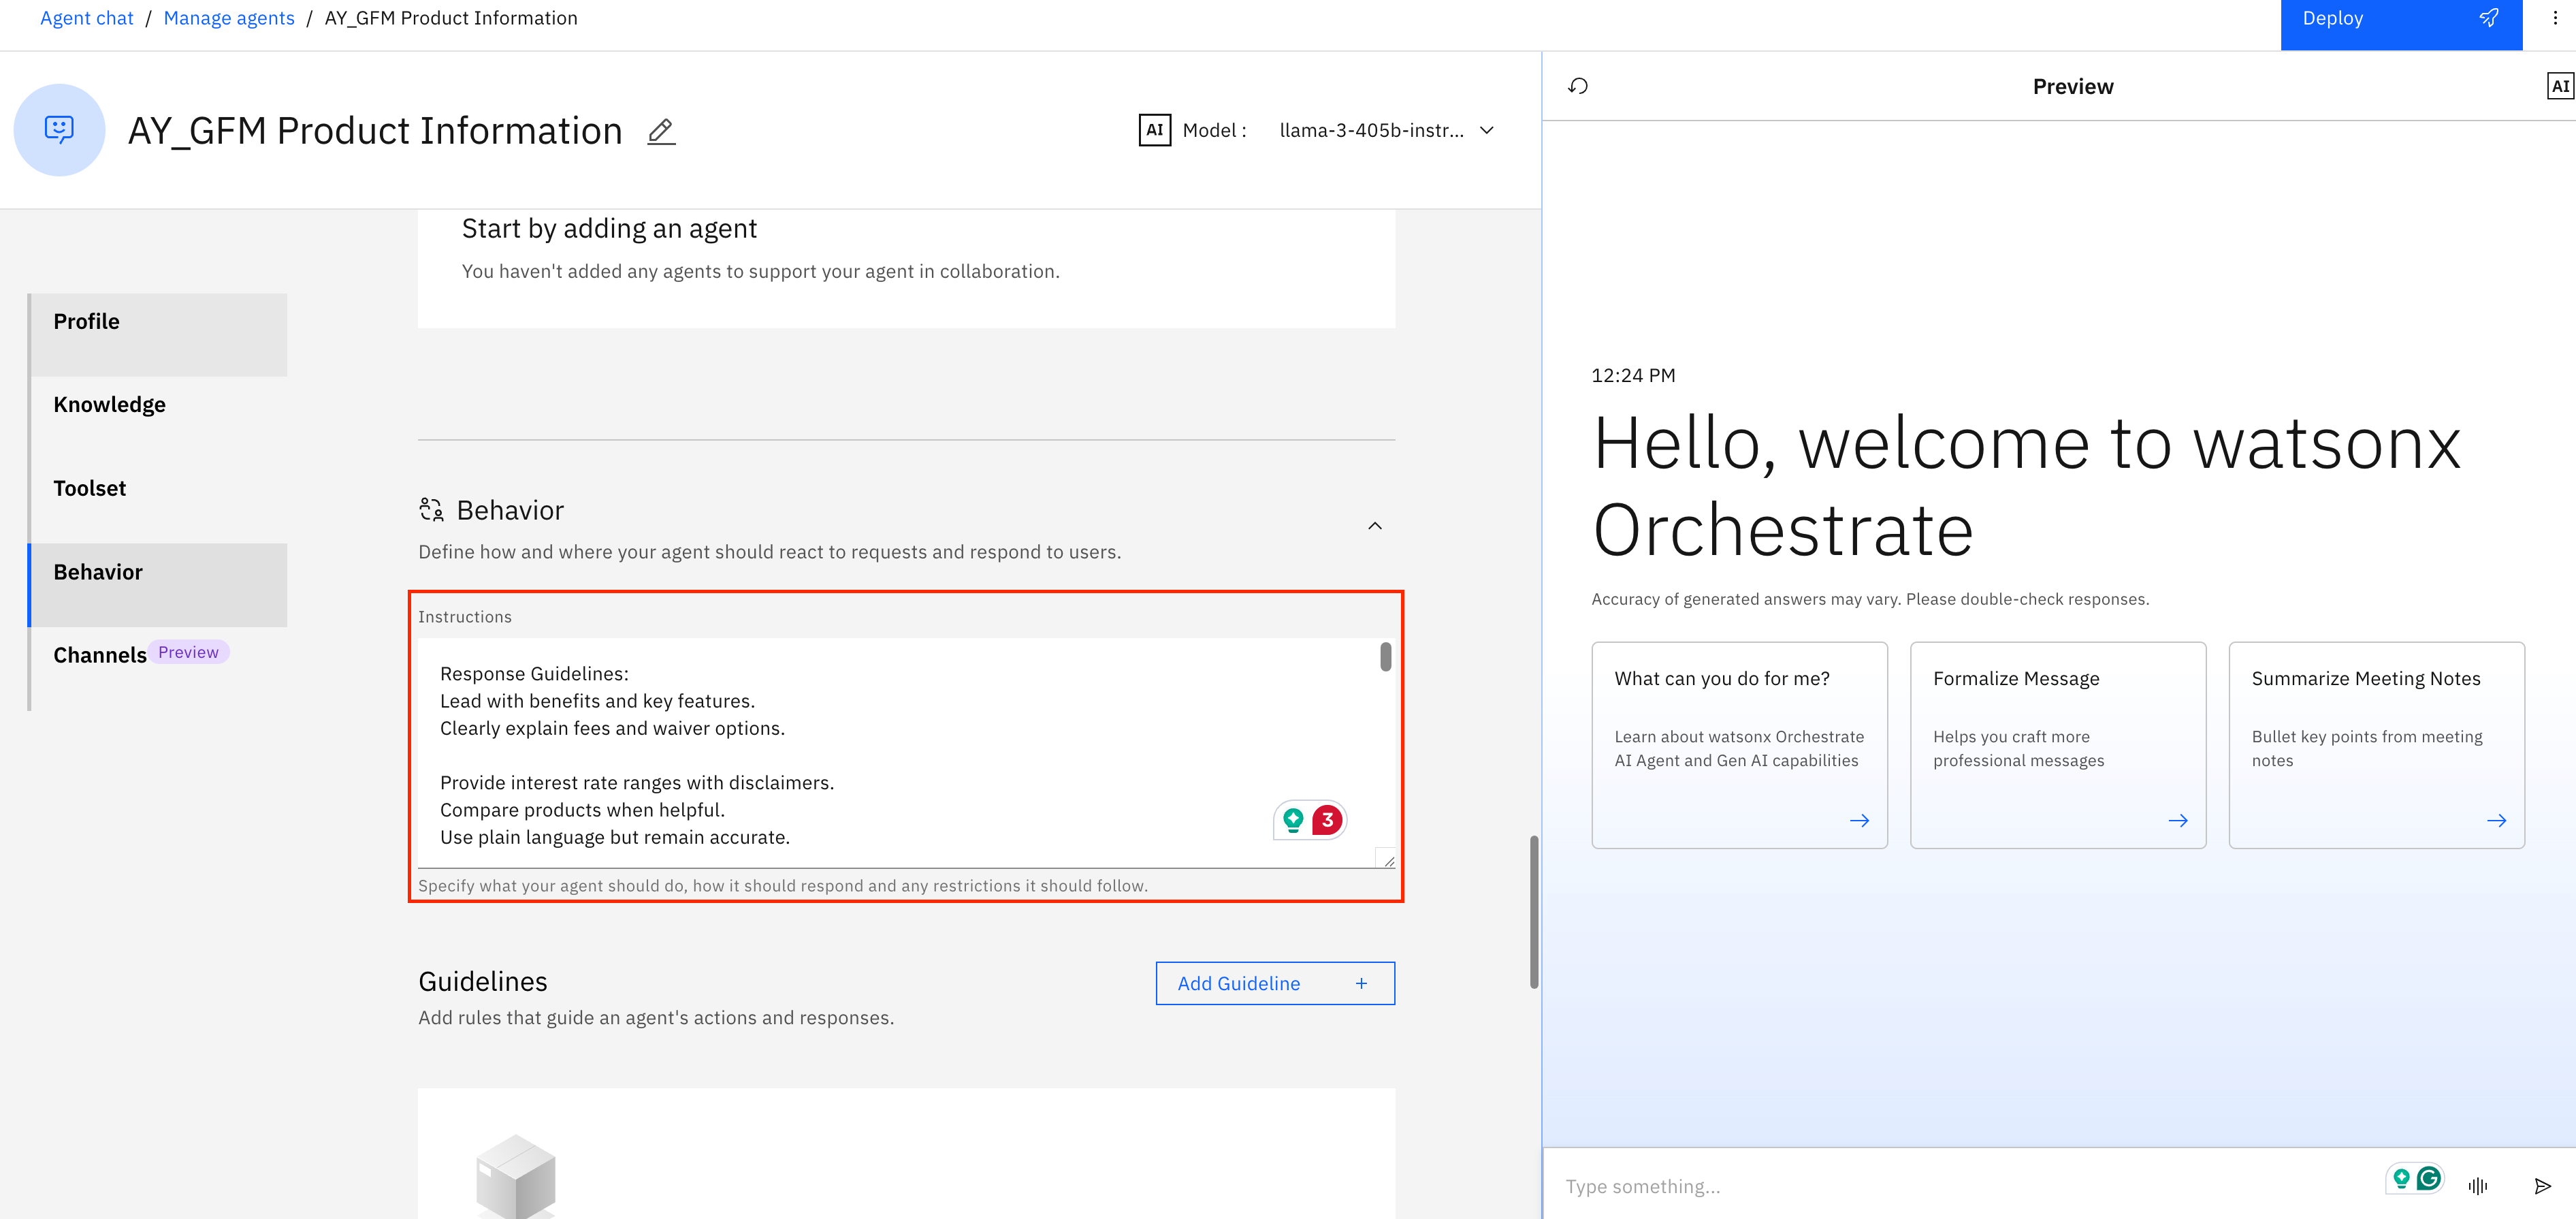 Agent chat / Manage agents / AY_GFM Product Information
Deploy
AY_GFM Product Information
AI Model : llama-3-405b-instr...
Preview
AI
Start by adding an agent
You haven't added any agents to support your agent in collaboration.
Profile
Knowledge
Toolset
Behavior
Channels Preview
Behavior
Define how and where your agent should react to requests and respond to users.
Instructions
Response Guidelines:
Lead with benefits and key features.
Clearly explain fees and waiver options.
Provide interest rate ranges with disclaimers.
Compare products when helpful.
Use plain language but remain accurate.
3
Specify what your agent should do, how it should respond and any restrictions it should follow.
Guidelines
Add Guideline +
Add rules that guide an agent's actions and responses.
12:24 PM
Hello, welcome to watsonx
Orchestrate
Accuracy of generated answers may vary. Please double-check responses.
What can you do for me?
Learn about watsonx Orchestrate
AI Agent and Gen AI capabilities
Formalize Message
Helps you craft more
professional messages
Summarize Meeting Notes
Bullet key points from meeting
notes
Type something...